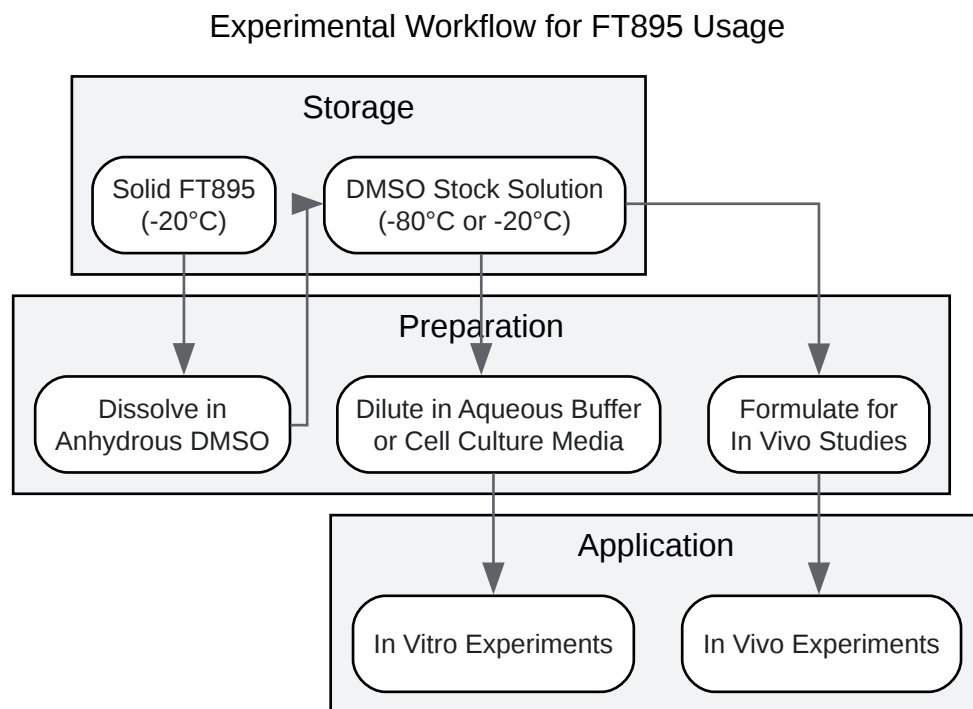 Experimental Workflow for FT895 Usage
Storage
Solid FT895
(-20°C)
DMSO Stock Solution
(-80°C or -20°C)
Preparation
Dissolve in
Anhydrous DMSO
Dilute in Aqueous Buffer
or Cell Culture Media
Formulate for
In Vivo Studies
Application
In Vitro Experiments
In Vivo Experiments